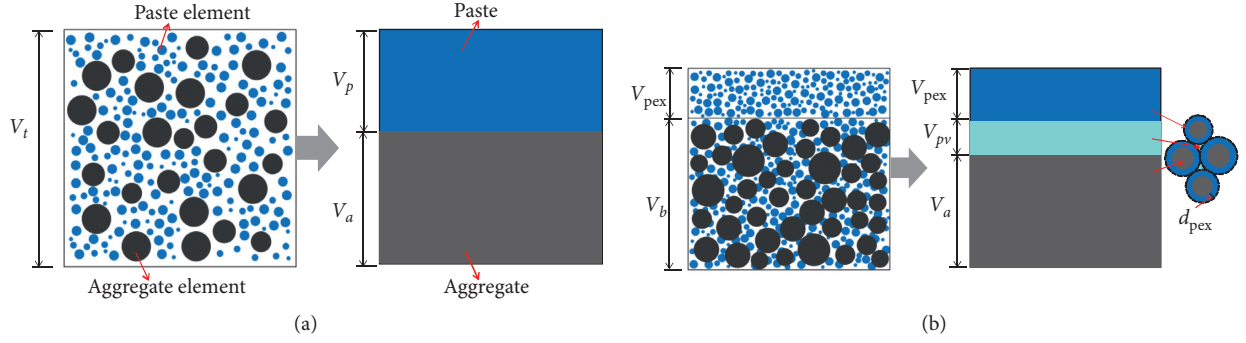 Paste element
Paste
V_t
V_p
V_a
Aggregate element
Aggregate
(a)
V_pex
V_b
V_pex
V_pv
V_a
d_pex
(b)